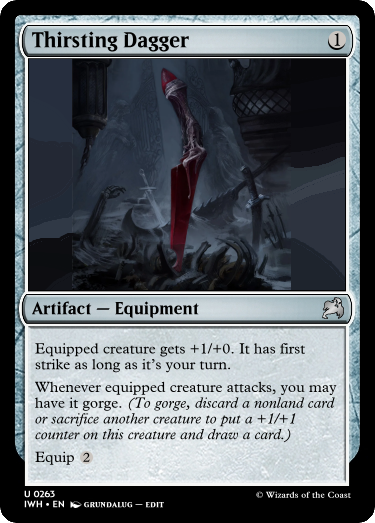 Thirsting Dagger 1
Artifact — Equipment
Equipped creature gets +1/+0. It has first
strike as long as it's your turn.
Whenever equipped creature attacks, you may
have it gorge. (To gorge, discard a nonland card
or sacrifice another creature to put a +1/+1
counter on this creature and draw a card.)
Equip 2
U 0263
IWH • EN GRUNDALUG — EDIT © Wizards of the Coast